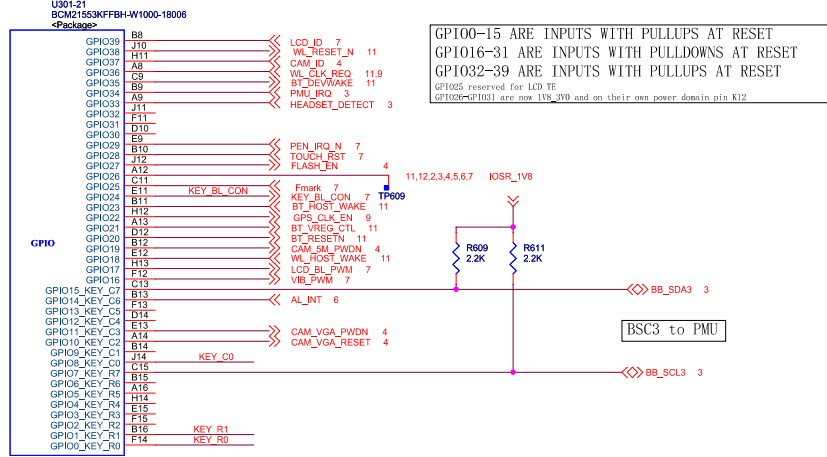 U301-21
BCM21553KFFBH-W1000-18006
<Package>
GPIO39 B8 LCD_ID 7
GPIO38 J10 WL_RESET_N 11
GPIO37 H11 CAM_ID 4
GPIO36 A8 WL_CLK_REQ 11,9
GPIO35 C9 BT_DEVWAKE 11
GPIO34 B9 PMU_IRQ 3
GPIO33 A9 HEADSET_DETECT 3
GPIO32 J11
GPIO31 F11
GPIO30 D10
GPIO29 E9 PEN_IRQ_N 7
GPIO28 B10 TOUCH_RST 7
GPIO27 J12 FLASH_EN 4
GPIO26 A12
GPIO25 C11 Fmark 7
GPIO24 E11 KEY_BL_CON KEY_BL_CON 7
GPIO23 B11 BT_HOST_WAKE 11
GPIO22 H12 GPS_CLK_EN 9
GPIO21 A13 BT_VREG_CTL 11
GPIO20 D12 BT_RESETN 11
GPIO19 B12 CAM_5M_PWDN 4
GPIO18 E12 WL_HOST_WAKE 11
GPIO17 H13 LCD_BL_PWM 7
GPIO16 F12 VIB_PWM 7
GPIO15_KEY_C7 C13 BB_SDA3 3
GPIO14_KEY_C6 B13 AL_INT 6
GPIO13_KEY_C5 F13
GPIO12_KEY_C4 D14
GPIO11_KEY_C3 E13 CAM_VGA_PWDN 4
GPIO10_KEY_C2 A14 CAM_VGA_RESET 4
GPIO9_KEY_C1 B14
GPIO8_KEY_C0 J14 KEY_C0
GPIO7_KEY_R7 C15 BB_SCL3 3
GPIO6_KEY_R6 B15
GPIO5_KEY_R5 A16
GPIO4_KEY_R4 H14
GPIO3_KEY_R3 E15
GPIO2_KEY_R2 F15
GPIO1_KEY_R1 B16 KEY_R1
GPIO0_KEY_R0 F14 KEY_R0
GPIO
TP609
11,12,2,3,4,5,6,7 IOSR_1V8
R609
2.2K
R611
2.2K
BSC3 to PMU
GPIO0-15 ARE INPUTS WITH PULLUPS AT RESET
GPIO16-31 ARE INPUTS WITH PULLDOWNS AT RESET
GPIO32-39 ARE INPUTS WITH PULLUPS AT RESET
GPIO25 reserved for LCD TE
GPIO26-GPIO31 are now 1V8_3V0 and on their own power domain pin K12